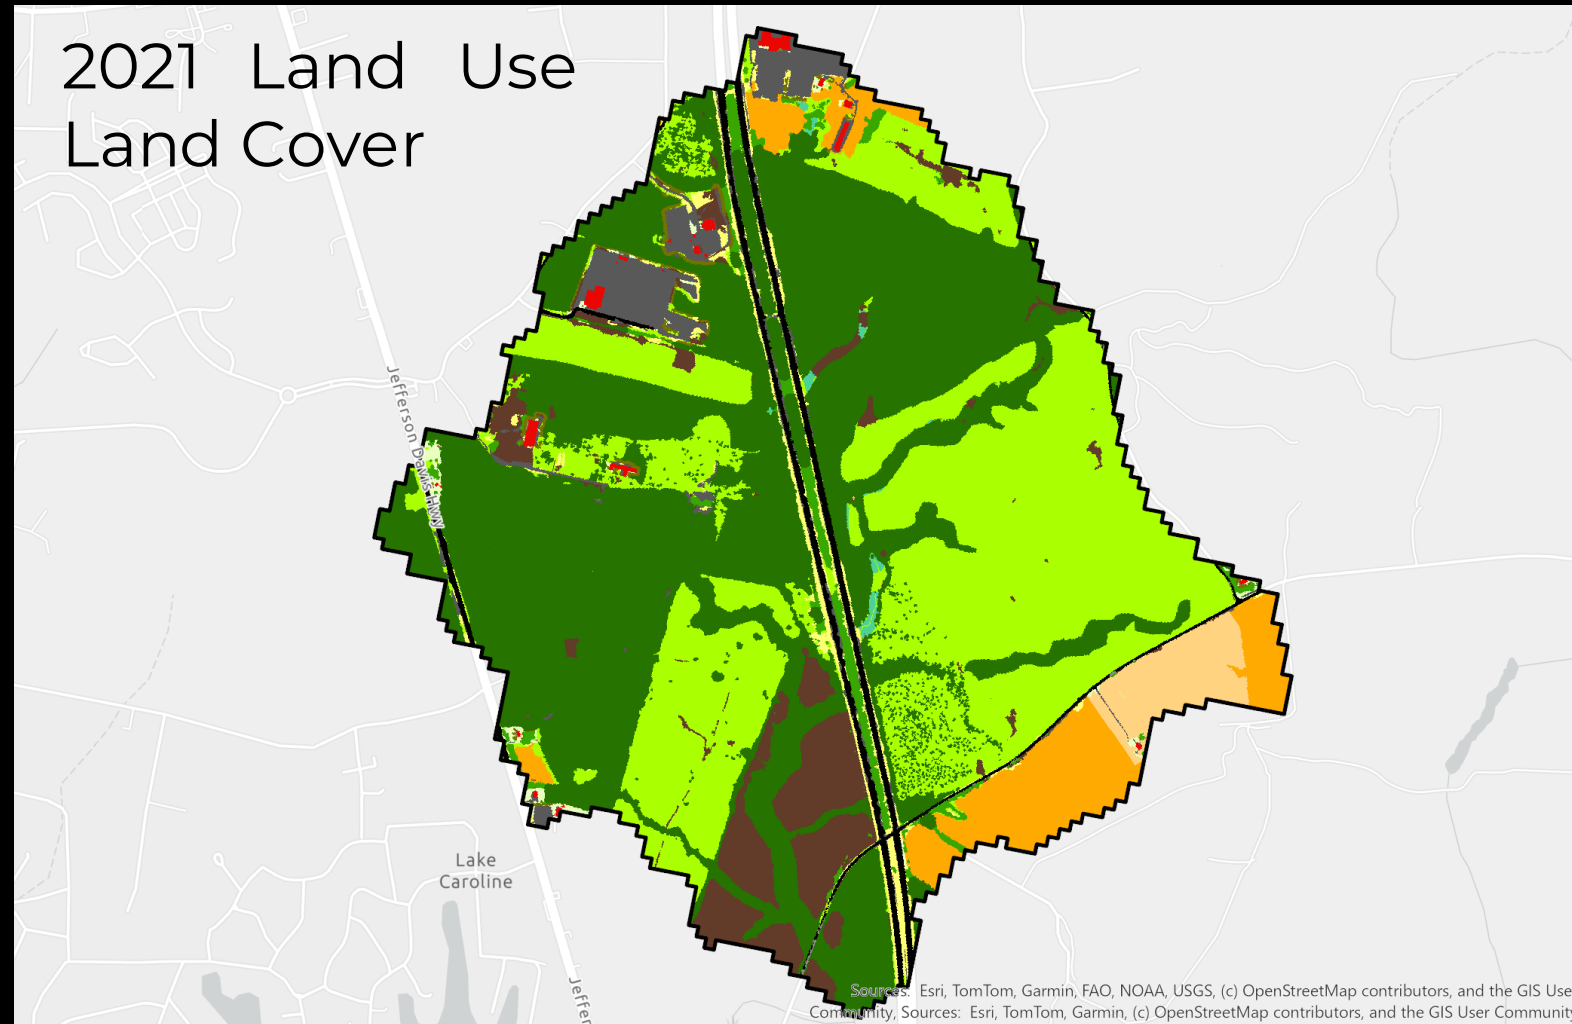 2021 Land Use
Land Cover
Jefferson Davis Hwy
Lake
Caroline
Jeffer
Sources: Esri, TomTom, Garmin, FAO, NOAA, USGS, (c) OpenStreetMap contributors, and the GIS Use
Community, Sources: Esri, TomTom, Garmin, (c) OpenStreetMap contributors, and the GIS User Community